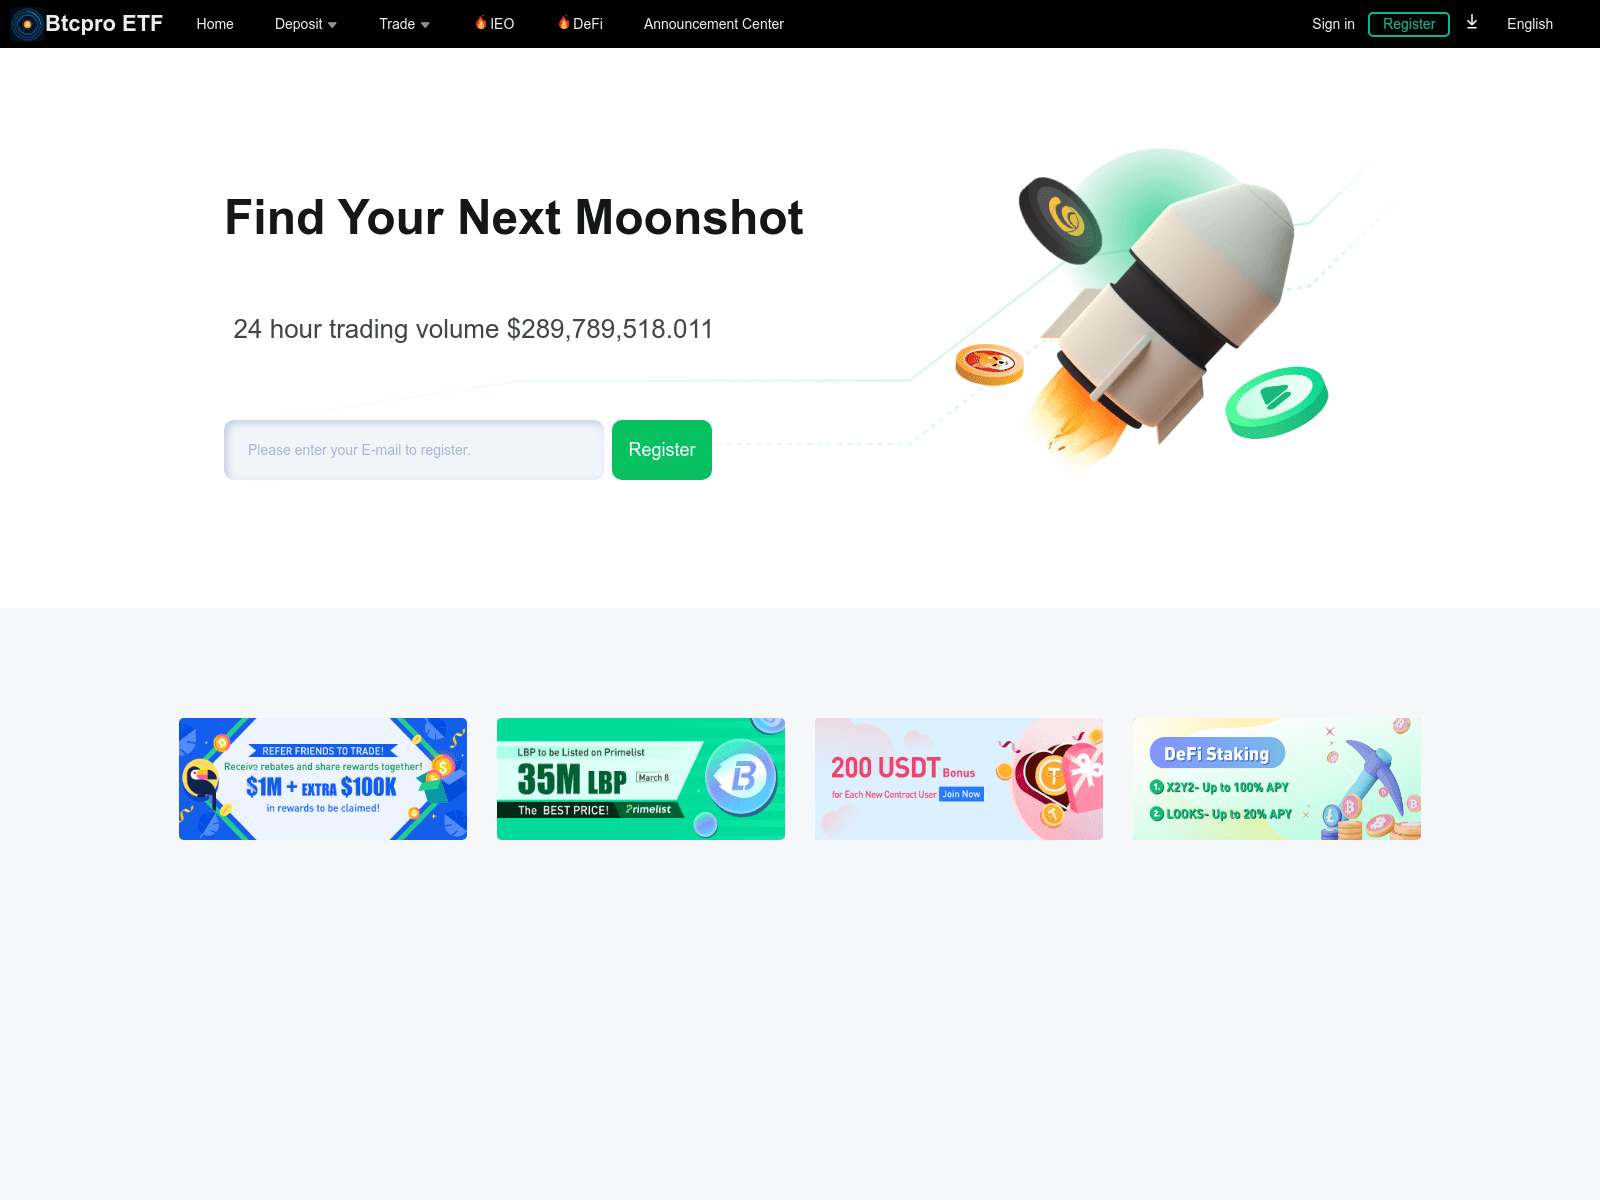 Btcpro ETF
Home
Deposit
Trade
IEO
DeFi
Announcement Center
Sign in
Register
English
Find Your Next Moonshot
24 hour trading volume $289,789,518.011
Please enter your E-mail to register.
Register
REFER FRIENDS TO TRADE!
Receive rebates and share rewards together!
$1M + EXTRA $100K
in rewards to be claimed!
LBP to be Listed on Primelist
35M LBP
March 8
The BEST PRICE!
Primelist
200 USDT Bonus
for Each New Contract User Join Now
DeFi Staking
1. X2Y2- Up to 100% APY
2. LOOKS- Up to 20% APY